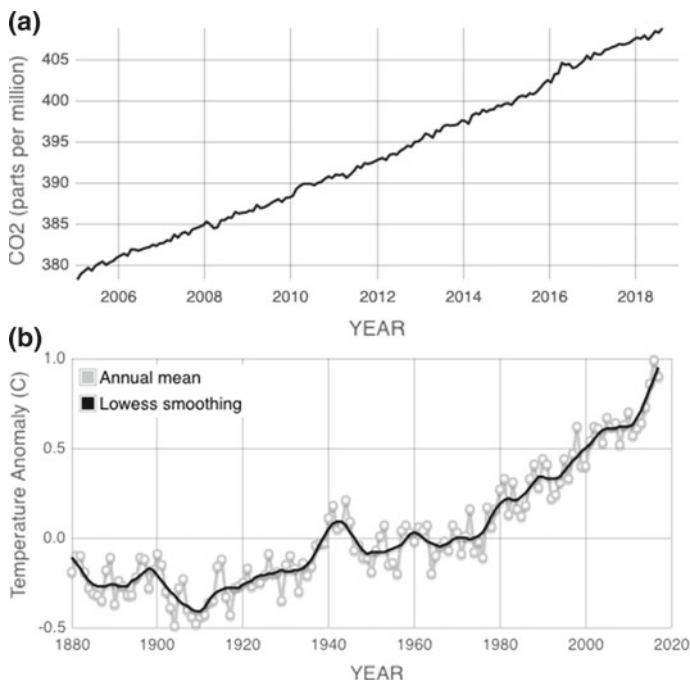 (a)
CO2 (parts per million)
405
400
395
390
385
380
2006 2008 2010 2012 2014 2016 2018
YEAR
(b)
Temperature Anomaly (C)
1.0
0.5
0.0
-0.5
Annual mean
Lowess smoothing
1880 1900 1920 1940 1960 1980 2000 2020
YEAR